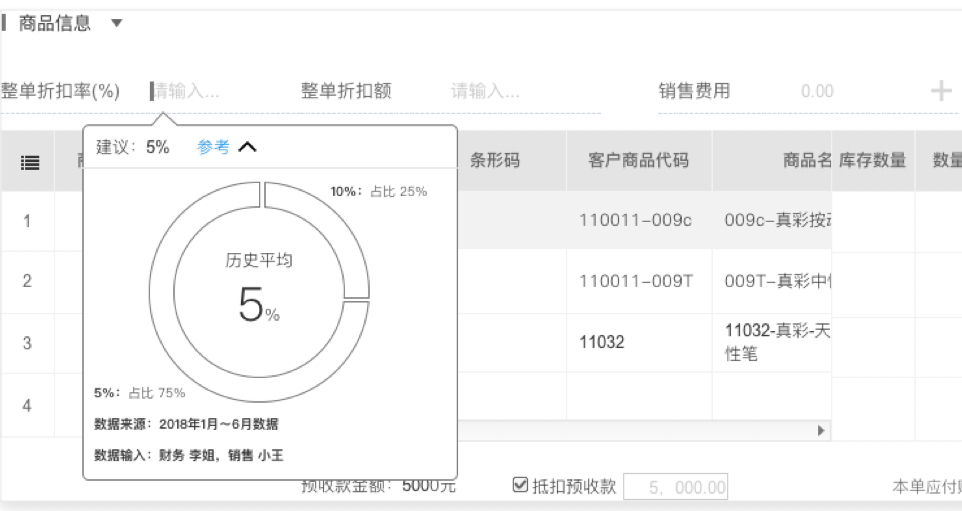 商品信息
整单折扣率(%) 请输入... 整单折扣额 请输入... 销售费用 0.00
建议: 5% 参考
条形码 客户商品代码 商品名 库存数量 数量
10%: 占比 25%
历史平均
5%
5%: 占比 75%
数据来源: 2018年1月～6月数据
数据输入: 财务 李姐, 销售 小王
1 110011-009c 009c-真彩按
2 110011-009T 009T-真彩中
3 11032 11032-真彩-天
性笔
4
预收款金额: 5000元 抵扣预收款 5, 000.00 本单应付